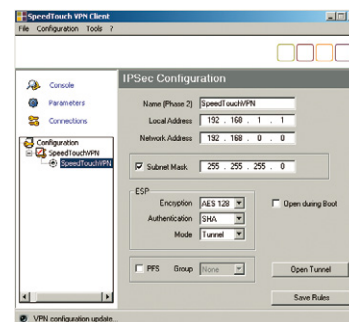 SpeedTouch VPN Client
File Configuration Tools ?
Console
Parameters
Connections
Configuration
SpeedTouchVPN
SpeedTouchVPN
IPSec Configuration
Name (Phase 2) SpeedTouchVPN
Local Address 192 . 168 . 1 . 1
Network Address 192 . 168 . 0 . 0
Subnet Mask 255 . 255 . 255 . 0
ESP
Encryption AES 128
Authentication SHA
Mode Tunnel
Open during Boot
PFS Group None
Open Tunnel
Save Rules
VPN configuration update...